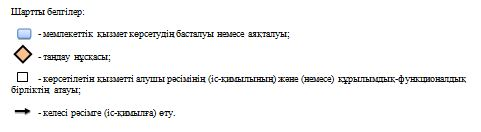 Шартты белгілер:
- мемлекеттік қызмет көрсетудің басталуы немесе аяқталуы;
- таңдау нұсқасы;
- көрсетілетін қызметті алушы рәсімінің (іс-қимылының) және (немесе) құрылымдық-функционалдық
бірліктің атауы;
- келесі рәсімге (іс-қимылға) өту.